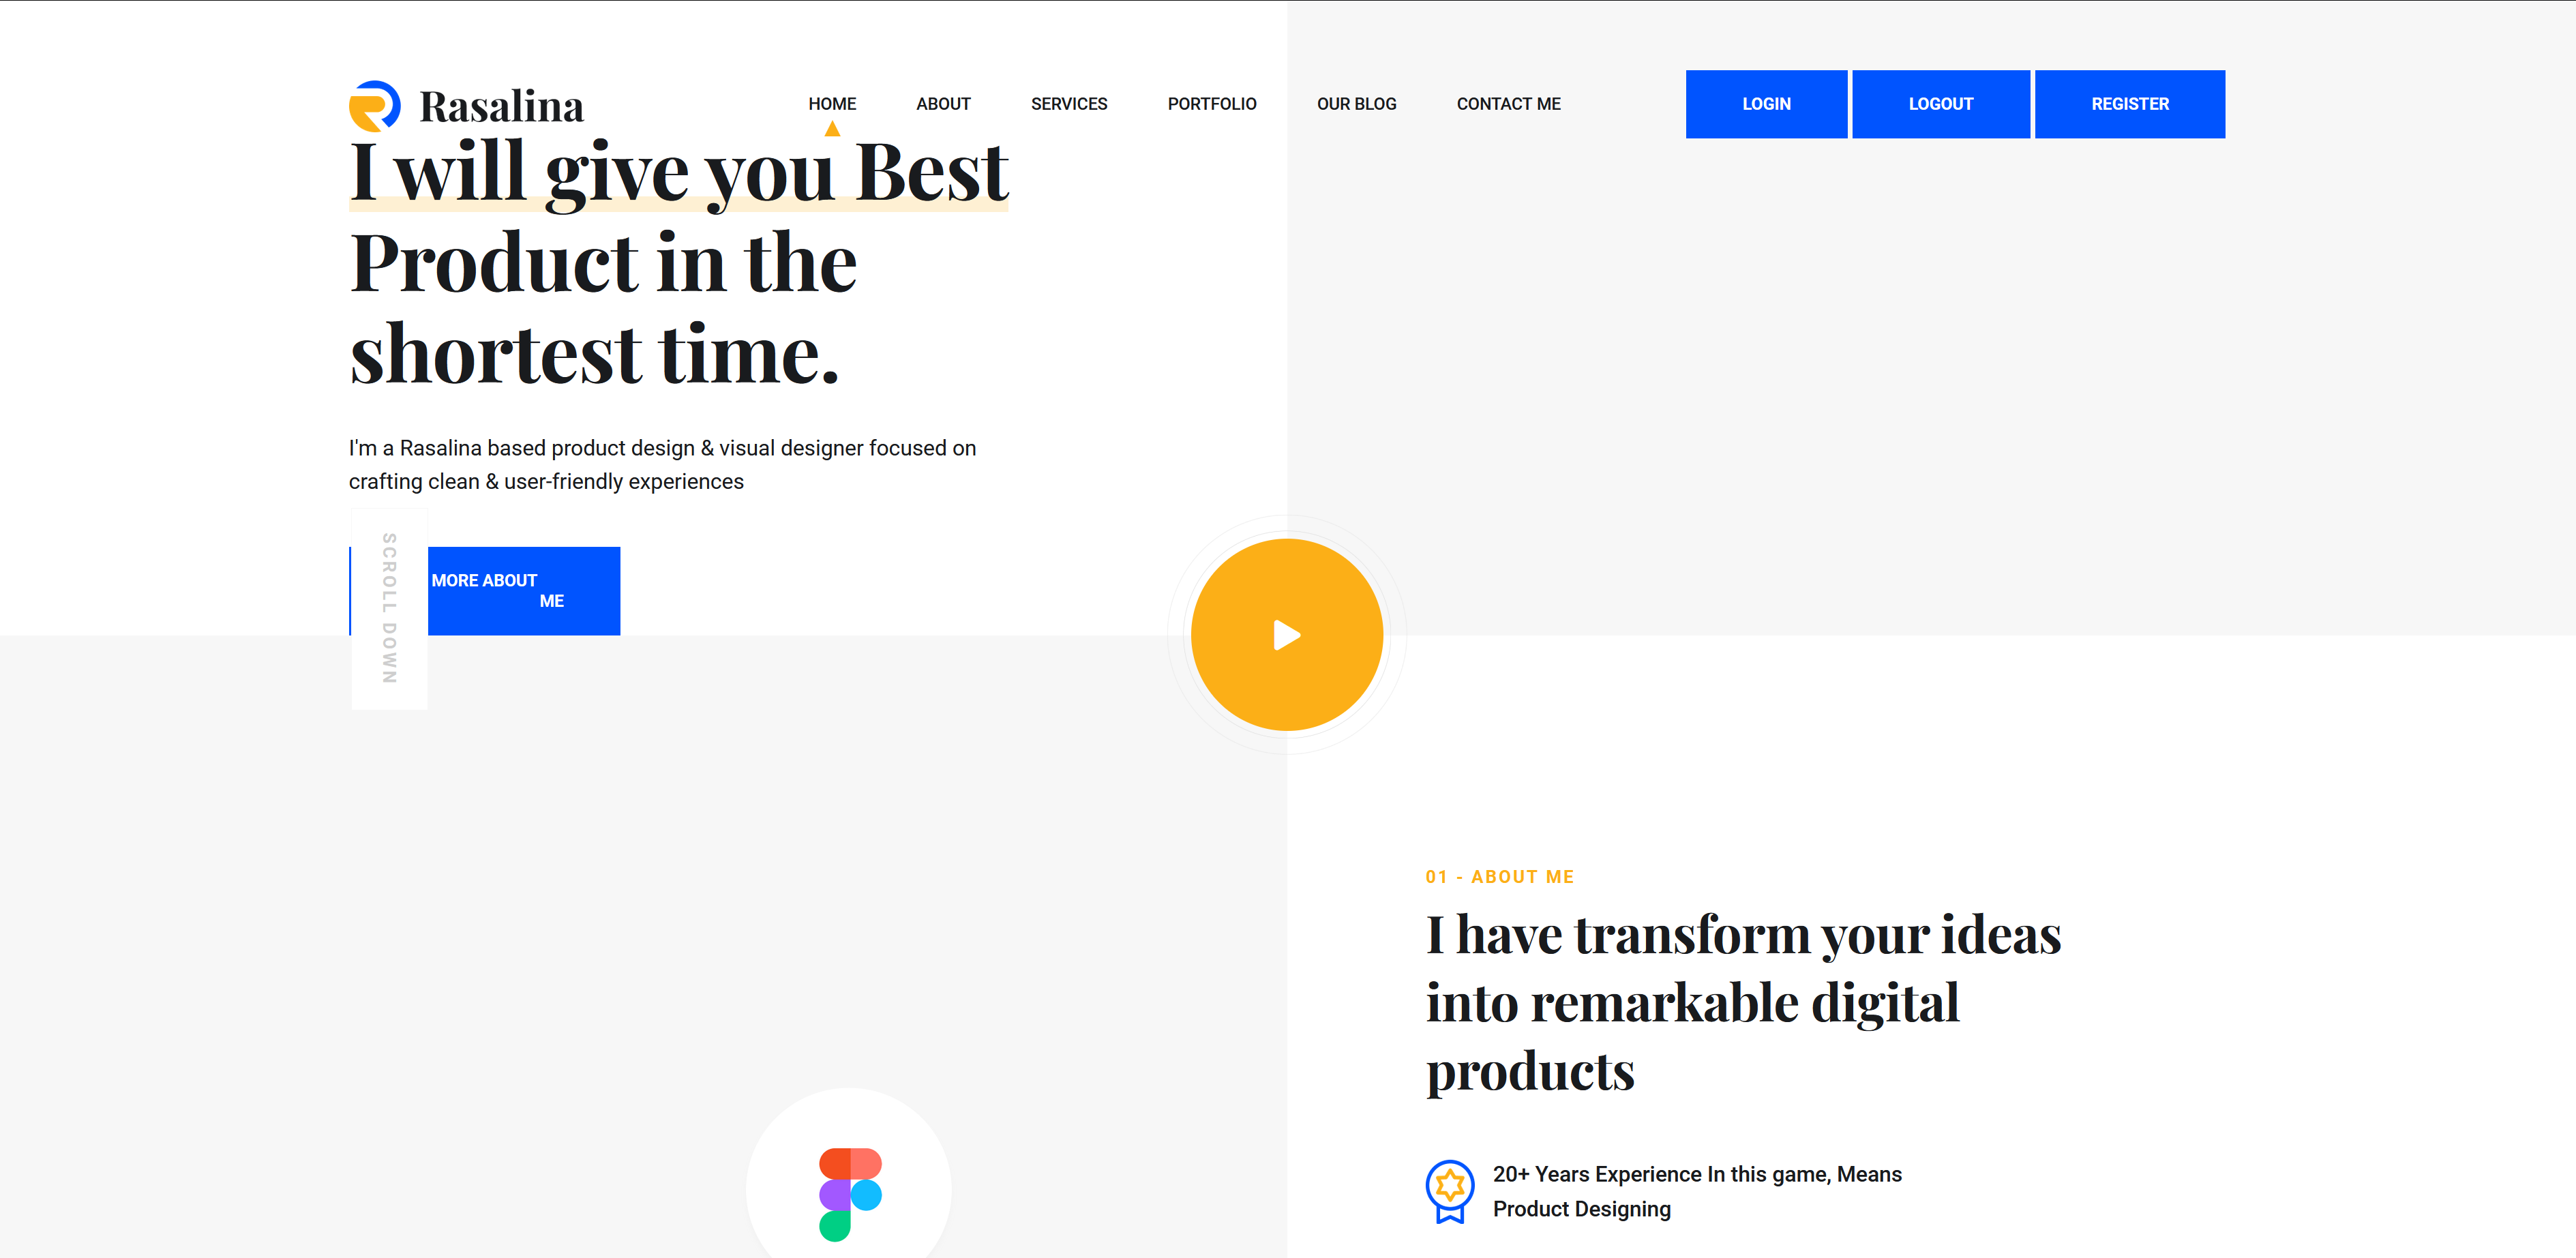 Rasalina
HOME ABOUT SERVICES PORTFOLIO OUR BLOG CONTACT ME
LOGIN LOGOUT REGISTER
I will give you Best
Product in the
shortest time.
I'm a Rasalina based product design & visual designer focused on
crafting clean & user-friendly experiences
MORE ABOUT
ME
SCROLL DOWN
01 - ABOUT ME
I have transform your ideas
into remarkable digital
products
20+ Years Experience In this game, Means
Product Designing